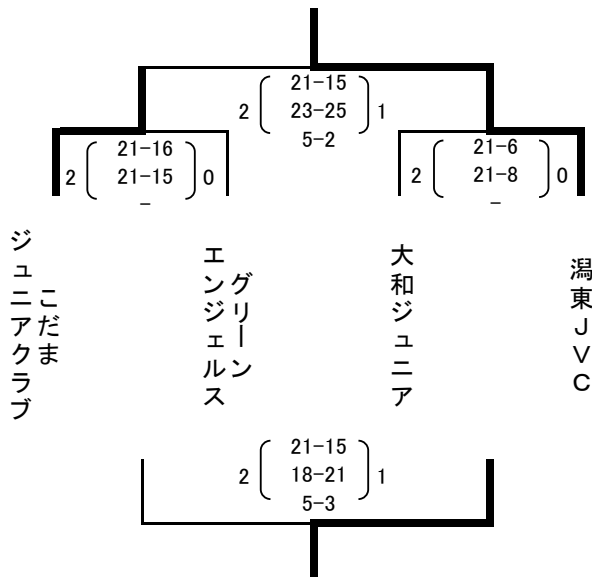 21-15
2 23-25 1
5-2
21-16
2 21-15 0
-
21-6
2 21-8 0
-
こだま
ジュニアクラブ
グリーン
エンジェルス
大和ジュニア
潟東JVC
21-15
2 18-21 1
5-3